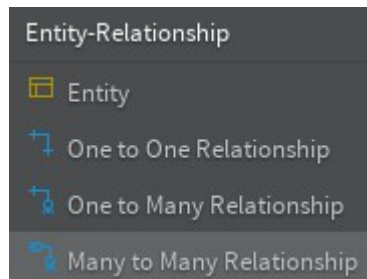 Entity-Relationship
Entity
One to One Relationship
One to Many Relationship
Many to Many Relationship